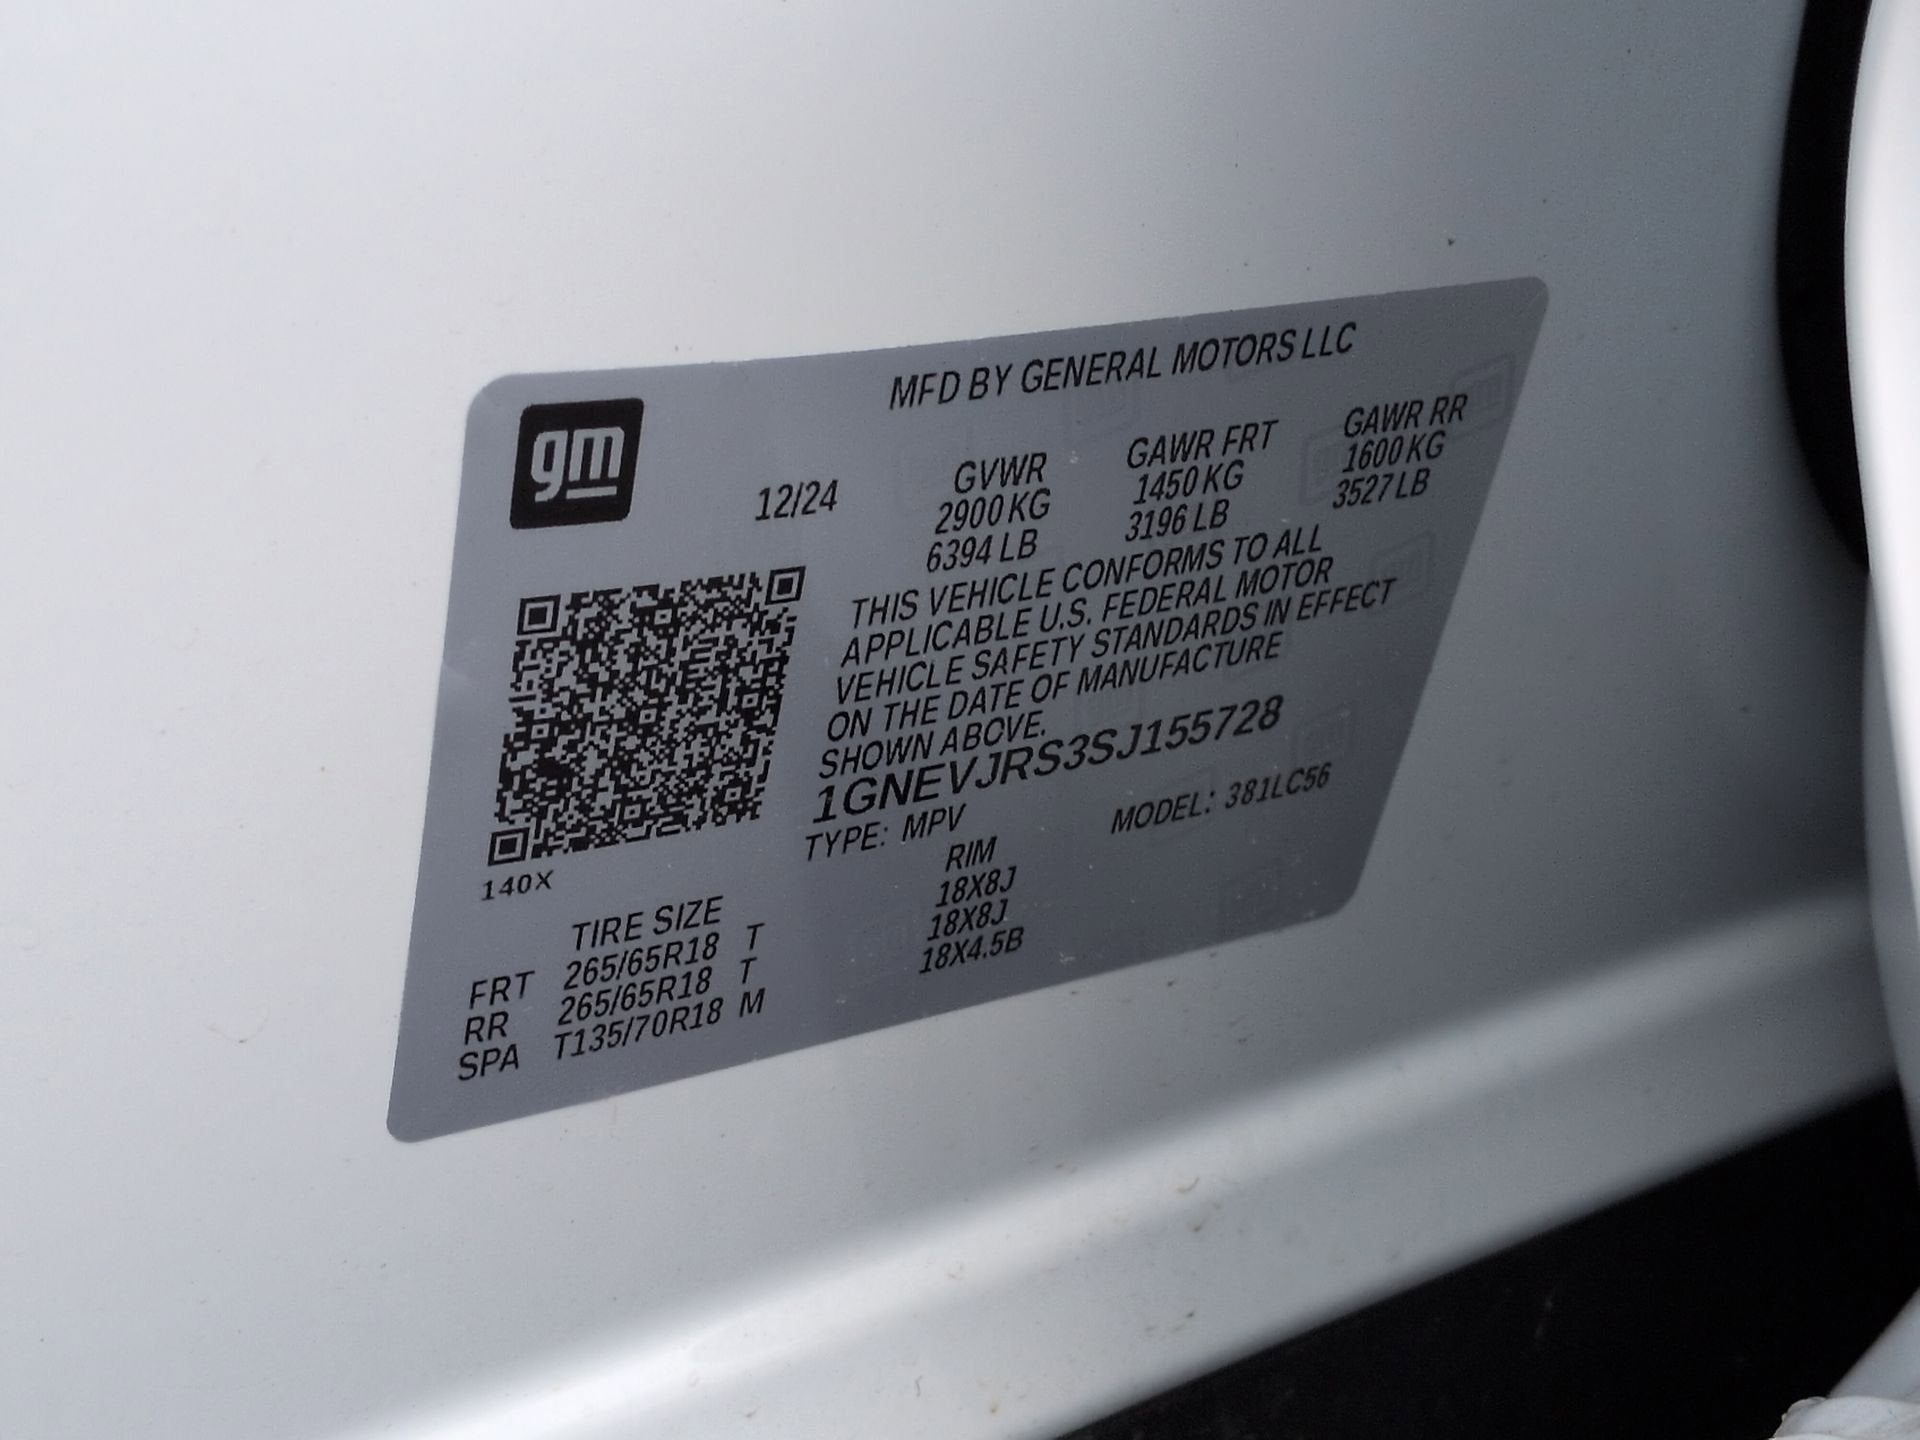 MFD BY GENERAL MOTORS LLC
gm
12/24
GVWR GAWR FRT GAWR RR
2900 KG 1450 KG 1600 KG
6394 LB 3196 LB 3527 LB
THIS VEHICLE CONFORMS TO ALL
APPLICABLE U.S. FEDERAL MOTOR
VEHICLE SAFETY STANDARDS IN EFFECT
ON THE DATE OF MANUFACTURE
SHOWN ABOVE.
1GNEVJRS3SJ155728
TYPE: MPV MODEL: 381LC56
140X
TIRE SIZE RIM
FRT 265/65R18 T 18X8J
RR 265/65R18 T 18X8J
SPA T135/70R18 M 18X4.5B